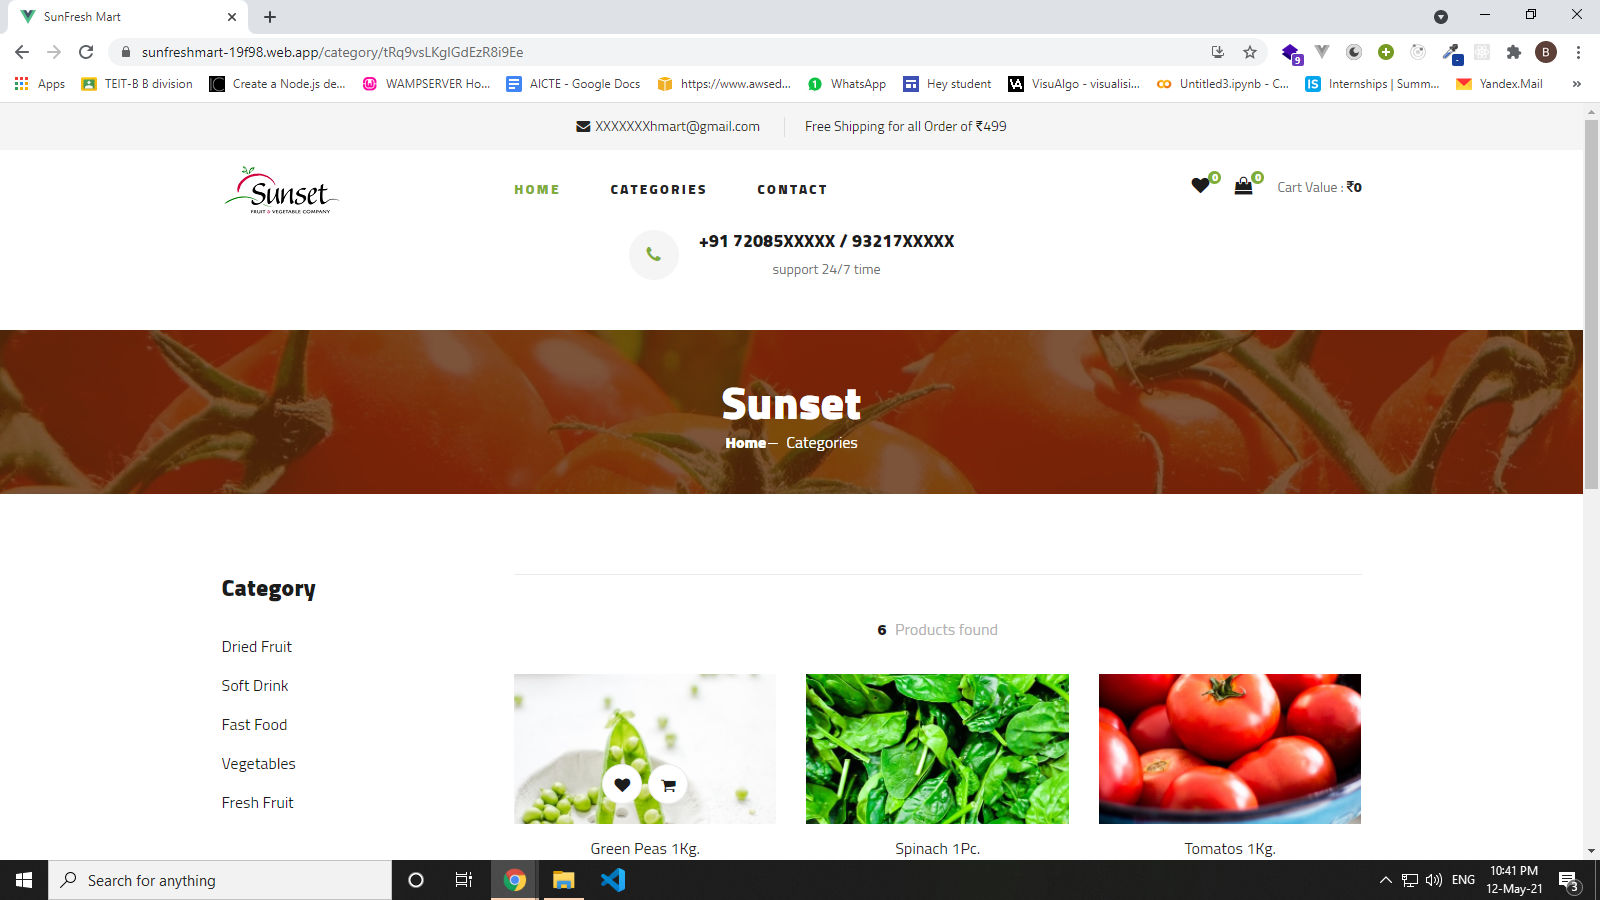 SunFresh Mart
sunfreshmart-19f98.web.app/category/tRq9vsLKgIGdEzR8i9Ee
9
B
Apps
TEIT-B B division
Create a Node.js de...
WAMPSERVER Ho...
AICTE - Google Docs
https://www.awsed...
WhatsApp
Hey student
VisuAlgo - visualisi...
Untitled3.ipynb - C...
Internships | Summ...
Yandex.Mail
»
XXXXXXXhmart@gmail.com
Free Shipping for all Order of ₹499
Sunset
FRUIT & VEGETABLE COMPANY
HOME
CATEGORIES
CONTACT
0
0
Cart Value : ₹0
+91 72085XXXXX / 93217XXXXX
support 24/7 time
Sunset
Home— Categories
Category
Dried Fruit
Soft Drink
Fast Food
Vegetables
Fresh Fruit
6 Products found
Green Peas 1Kg.
Spinach 1Pc.
Tomatos 1Kg.
Search for anything
ENG
10:41 PM
12-May-21
3